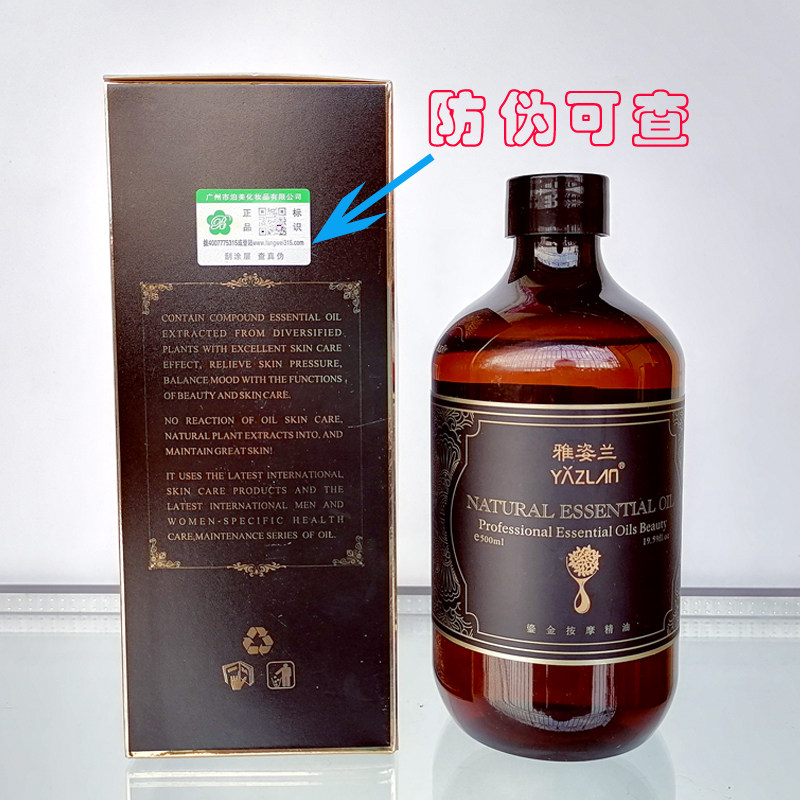 防伪可查
广州市泊美化妆品有限公司
正品
标识
B
刮涂层 查真伪
CONTAIN COMPOUND ESSENTIAL OIL
EXTRACTED FROM DIVERSIFIED
PLANTS WITH EXCELLENT SKIN CARE
EFFECT, RELIEVE SKIN PRESSURE,
BALANCE MOOD WITH THE FUNCTIONS
OF BEAUTY AND SKIN CARE.
NO REACTION OF OIL SKIN CARE,
NATURAL PLANT EXTRACTS INTO, AND
MAINTAIN GREAT SKIN!
IT USES THE LATEST INTERNATIONAL
SKIN CARE PRODUCTS AND THE
LATEST INTERNATIONAL MEN AND
WOMEN-SPECIFIC HEALTH
CARE, MAINTENANCE SERIES OF OIL.
雅姿兰
YAZLAN®
NATURAL ESSENTIAL OIL
Professional Essential Oils Beauty
e500ml
19.59fl.oz
鎏金按摩精油